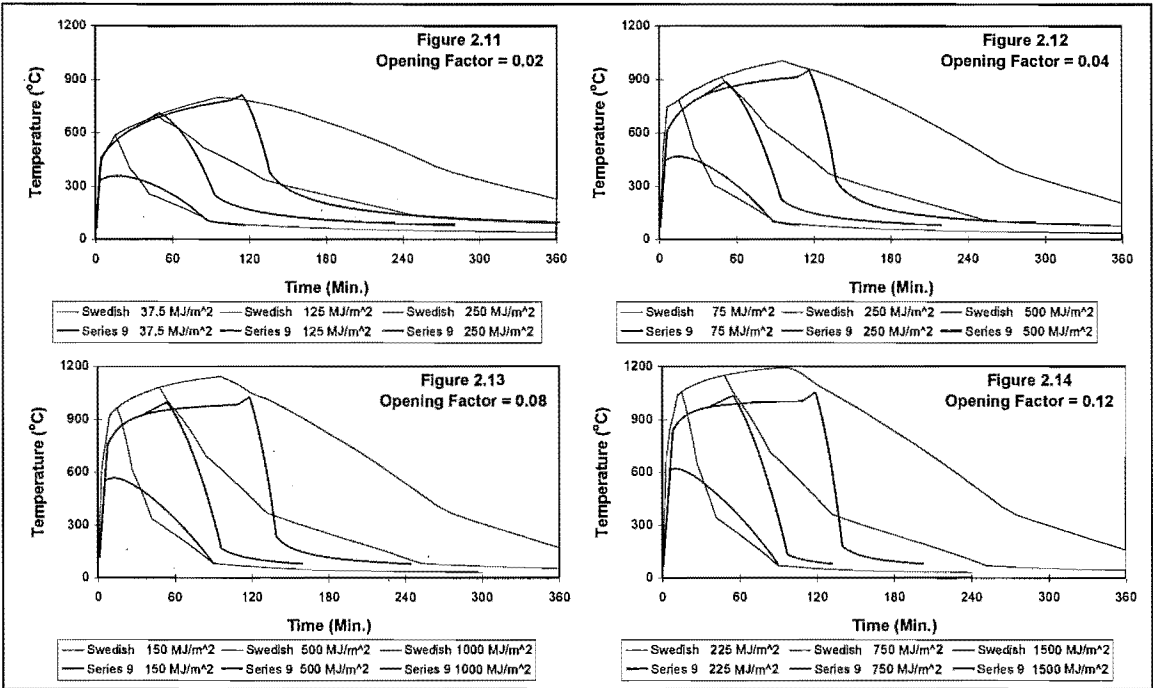 Figure 2.11
Opening Factor = 0.02
Temperature (°C)
1200
900
600
300
0
0 60 120 180 240 300 360
Time (Min.)
Swedish 37.5 MJ/m^2 Swedish 125 MJ/m^2 Swedish 250 MJ/m^2
Series 9 37.5 MJ/m^2 Series 9 125 MJ/m^2 Series 9 250 MJ/m^2
Figure 2.12
Opening Factor = 0.04
Temperature (°C)
1200
900
600
300
0
0 60 120 180 240 300 360
Time (Min.)
Swedish 75 MJ/m^2 Swedish 250 MJ/m^2 Swedish 500 MJ/m^2
Series 9 75 MJ/m^2 Series 9 250 MJ/m^2 Series 9 500 MJ/m^2
Figure 2.13
Opening Factor = 0.08
Temperature (°C)
1200
900
600
300
0
0 60 120 180 240 300 360
Time (Min.)
Swedish 150 MJ/m^2 Swedish 500 MJ/m^2 Swedish 1000 MJ/m^2
Series 9 150 MJ/m^2 Series 9 500 MJ/m^2 Series 9 1000 MJ/m^2
Figure 2.14
Opening Factor = 0.12
Temperature (°C)
1200
900
600
300
0
0 60 120 180 240 300 360
Time (Min.)
Swedish 225 MJ/m^2 Swedish 750 MJ/m^2 Swedish 1500 MJ/m^2
Series 9 225 MJ/m^2 Series 9 750 MJ/m^2 Series 9 1500 MJ/m^2